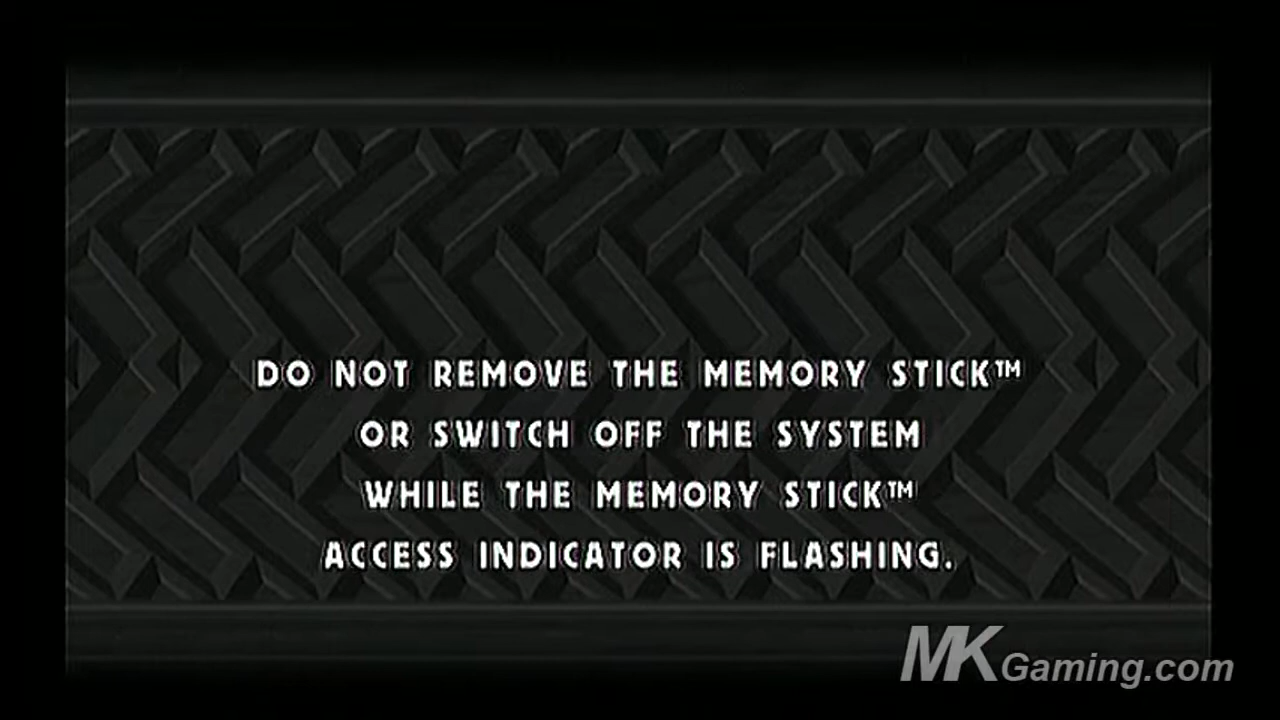 DO NOT REMOVE THE MEMORY STICK™
OR SWITCH OFF THE SYSTEM
WHILE THE MEMORY STICK™
ACCESS INDICATOR IS FLASHING.
MKGaming.com